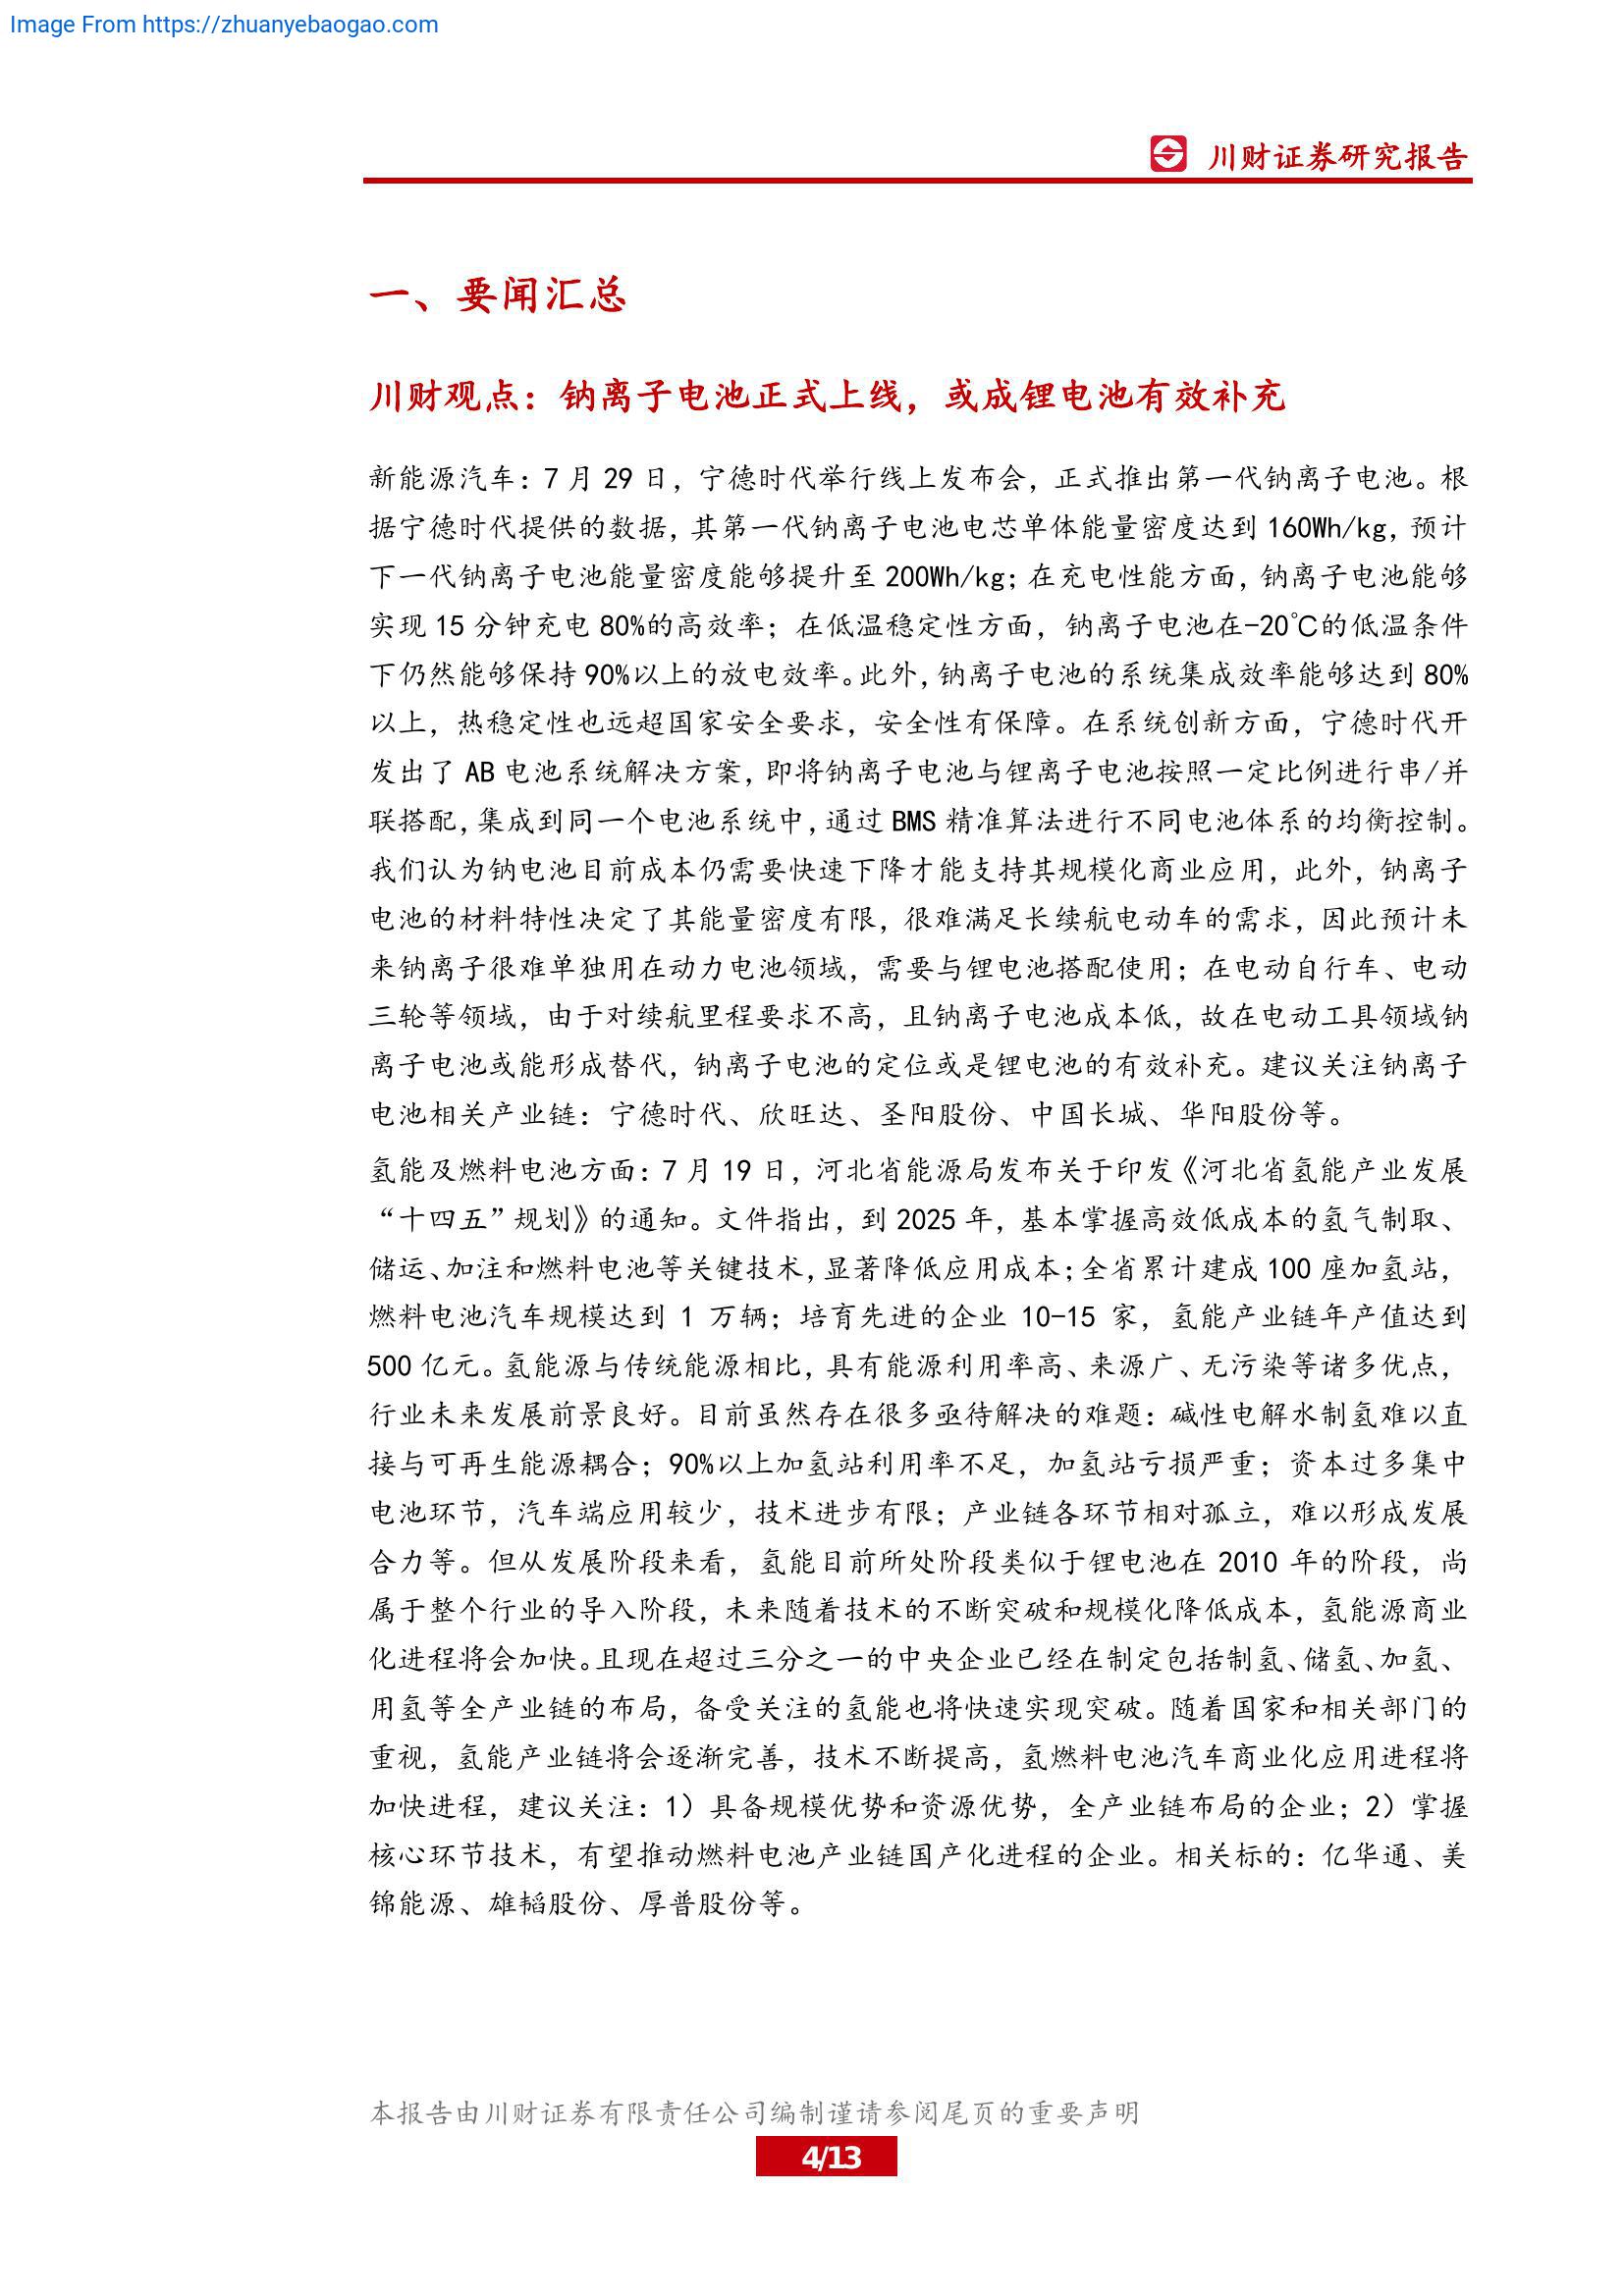 Image From https://zhuanyebaogao.com
川财证券研究报告
一、要闻汇总
川财观点：钠离子电池正式上线，或成锂电池有效补充
新能源汽车：7 月 29 日，宁德时代举行线上发布会，正式推出第一代钠离子电池。根
据宁德时代提供的数据，其第一代钠离子电池电芯单体能量密度达到 160Wh/kg，预计
下一代钠离子电池能量密度能够提升至 200Wh/kg；在充电性能方面，钠离子电池能够
实现 15 分钟充电 80%的高效率；在低温稳定性方面，钠离子电池在-20℃的低温条件
下仍然能够保持 90%以上的放电效率。此外，钠离子电池的系统集成效率能够达到 80%
以上，热稳定性也远超国家安全要求，安全性有保障。在系统创新方面，宁德时代开
发出了 AB 电池系统解决方案，即将钠离子电池与锂离子电池按照一定比例进行串/并
联搭配，集成到同一个电池系统中，通过 BMS 精准算法进行不同电池体系的均衡控制。
我们认为钠电池目前成本仍需要快速下降才能支持其规模化商业应用，此外，钠离子
电池的材料特性决定了其能量密度有限，很难满足长续航电动车的需求，因此预计未
来钠离子很难单独用在动力电池领域，需要与锂电池搭配使用；在电动自行车、电动
三轮等领域，由于对续航里程要求不高，且钠离子电池成本低，故在电动工具领域钠
离子电池或能形成替代，钠离子电池的定位或是锂电池的有效补充。建议关注钠离子
电池相关产业链：宁德时代、欣旺达、圣阳股份、中国长城、华阳股份等。
氢能及燃料电池方面：7 月 19 日，河北省能源局发布关于印发《河北省氢能产业发展
“十四五”规划》的通知。文件指出，到 2025 年，基本掌握高效低成本的氢气制取、
储运、加注和燃料电池等关键技术，显著降低应用成本；全省累计建成 100 座加氢站，
燃料电池汽车规模达到 1 万辆；培育先进的企业 10-15 家，氢能产业链年产值达到
500 亿元。氢能源与传统能源相比，具有能源利用率高、来源广、无污染等诸多优点，
行业未来发展前景良好。目前虽然存在很多亟待解决的难题：碱性电解水制氢难以直
接与可再生能源耦合；90%以上加氢站利用率不足，加氢站亏损严重；资本过多集中
电池环节，汽车端应用较少，技术进步有限；产业链各环节相对孤立，难以形成发展
合力等。但从发展阶段来看，氢能目前所处阶段类似于锂电池在 2010 年的阶段，尚
属于整个行业的导入阶段，未来随着技术的不断突破和规模化降低成本，氢能源商业
化进程将会加快。且现在超过三分之一的中央企业已经在制定包括制氢、储氢、加氢、
用氢等全产业链的布局，备受关注的氢能也将快速实现突破。随着国家和相关部门的
重视，氢能产业链将会逐渐完善，技术不断提高，氢燃料电池汽车商业化应用进程将
加快进程，建议关注：1）具备规模优势和资源优势，全产业链布局的企业；2）掌握
核心环节技术，有望推动燃料电池产业链国产化进程的企业。相关标的：亿华通、美
锦能源、雄韬股份、厚普股份等。
本报告由川财证券有限责任公司编制谨请参阅尾页的重要声明
4/13